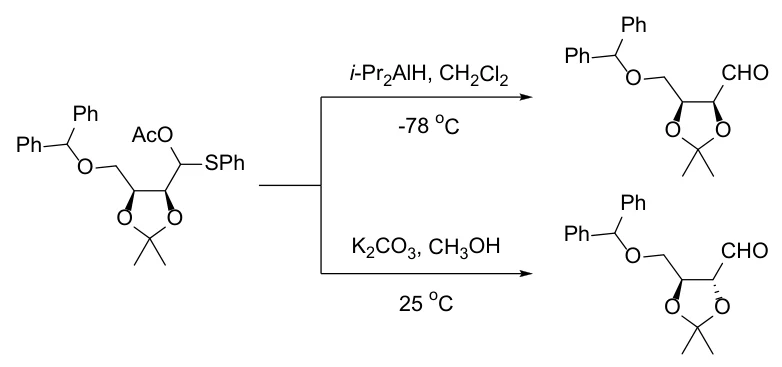 Ph
Ph
O
AcO
SPh
O
O
i-Pr2AlH, CH2Cl2
-78 °C
K2CO3, CH3OH
25 °C
Ph
Ph
O
CHO
O
O
Ph
Ph
O
CHO
O
O